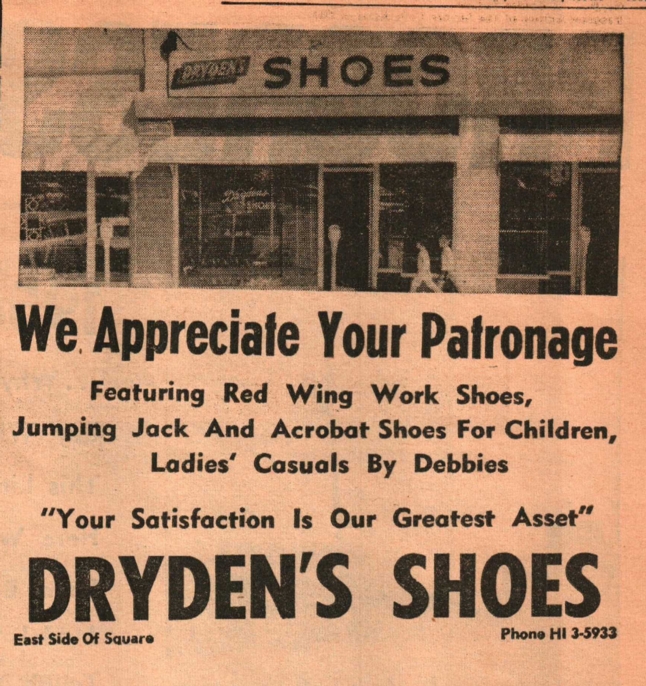 DRYDEN'S SHOES
Drydens
SHOES
We Appreciate Your Patronage
Featuring Red Wing Work Shoes,
Jumping Jack And Acrobat Shoes For Children,
Ladies' Casuals By Debbies
"Your Satisfaction Is Our Greatest Asset"
DRYDEN'S SHOES
East Side Of Square
Phone HI 3-5933